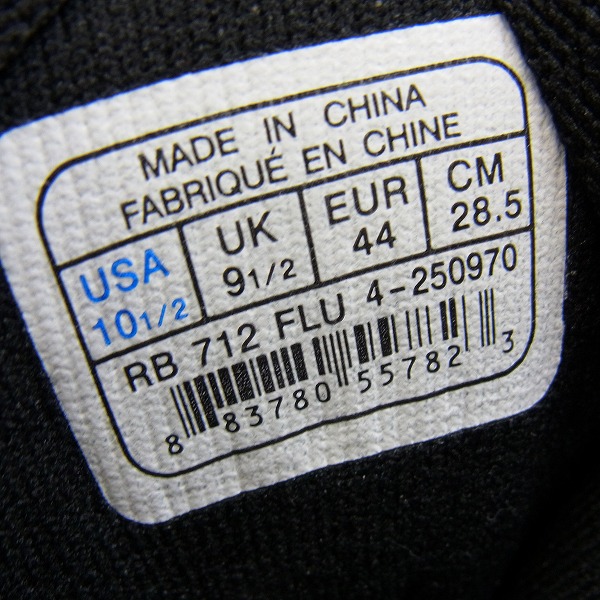 MADE IN CHINA
FABRIQUÉ EN CHINE
USA UK EUR CM
10 1/2 9 1/2 44 28.5
RB 712 FLU 4-250970
8 83780 55782 3